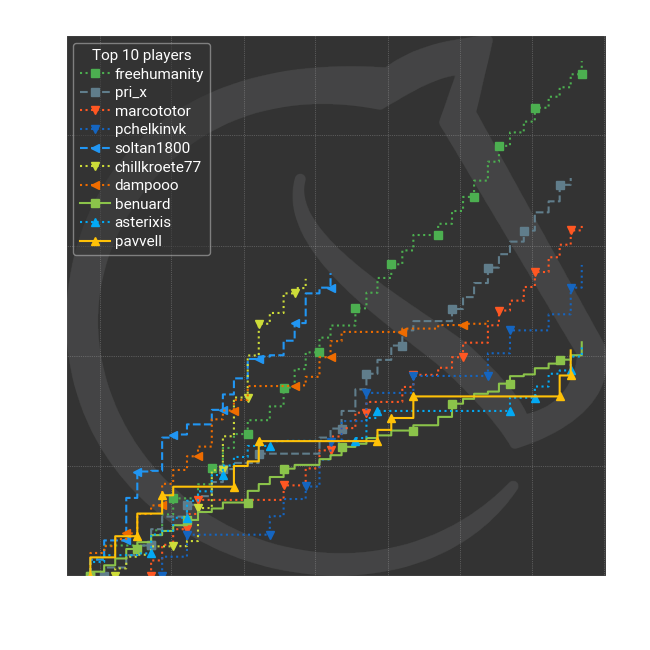 Top 10 players
freehumanity
pri_x
marcototor
pchelkinvk
soltan1800
chillkroete77
dampooo
benuard
asterixis
pavvell